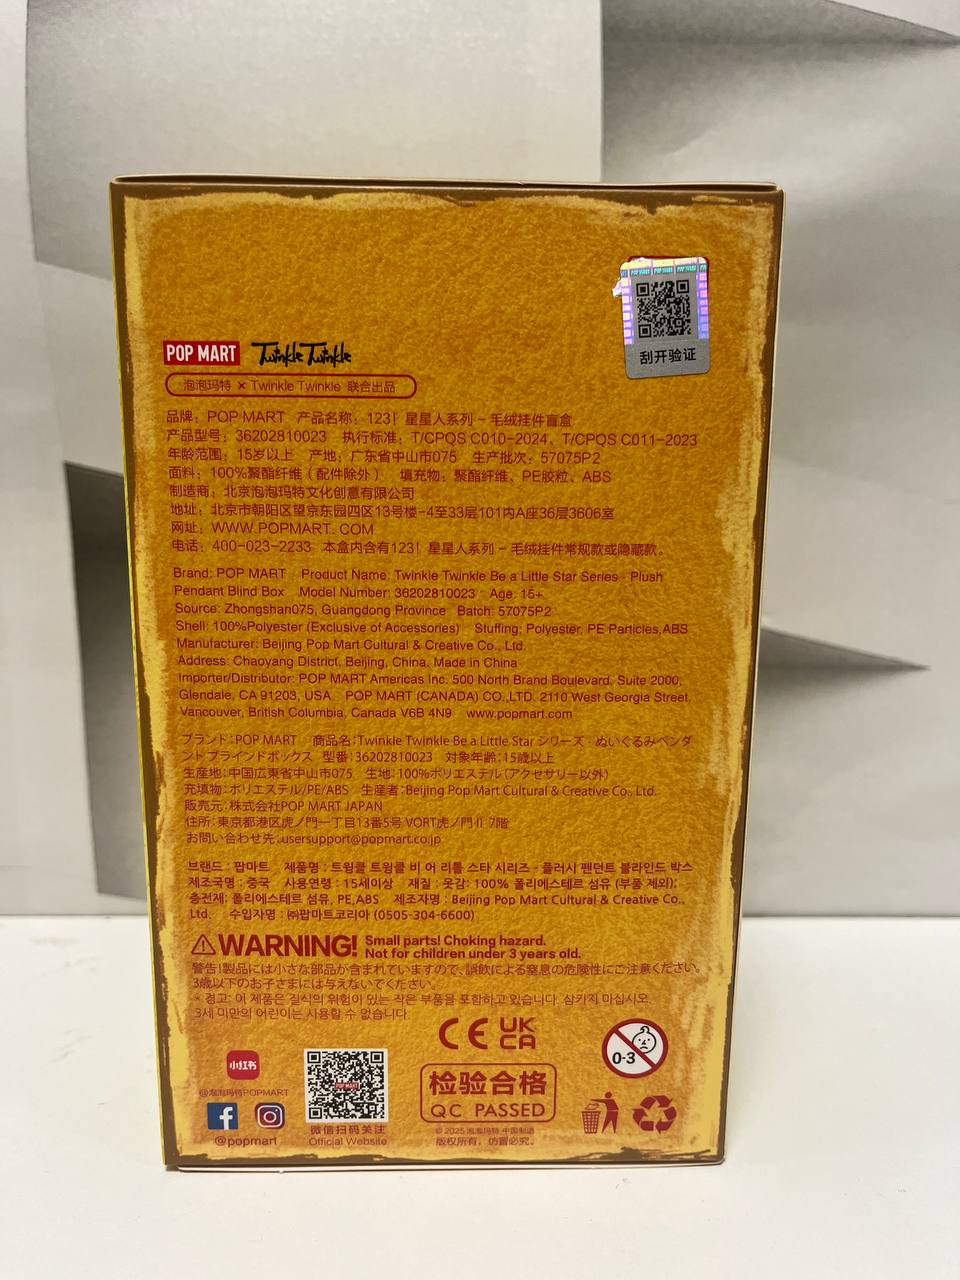 POP MART Twinkle Twinkle
刮开验证
泡泡玛特 × Twinkle Twinkle 联合出品
品牌：POP MART 产品名称：123！星星人系列－毛绒挂件盲盒
产品型号：36202810023 执行标准：T/CPQS C010-2024、T/CPQS C011-2023
年龄范围：15岁以上 产地：广东省中山市075 生产批次：57075P2
面料：100%聚酯纤维（配件除外） 填充物：聚酯纤维、PE胶粒、ABS
制造商：北京泡泡玛特文化创意有限公司
地址：北京市朝阳区望京东园四区13号楼-4至33层101内A座36层3606室
网址：WWW.POPMART.COM
电话：400-023-2233 本盒内含有123！星星人系列－毛绒挂件常规款或隐藏款。
Brand: POP MART Product Name: Twinkle Twinkle Be a Little Star Series - Plush
Pendant Blind Box Model Number: 36202810023 Age: 15+
Source: Zhongshan075, Guangdong Province Batch: 57075P2
Shell: 100%Polyester (Exclusive of Accessories) Stuffing: Polyester, PE Particles,ABS
Manufacturer: Beijing Pop Mart Cultural & Creative Co., Ltd.
Address: Chaoyang District, Beijing, China. Made in China
Importer/Distributor: POP MART Americas Inc. 500 North Brand Boulevard, Suite 2000,
Glendale, CA 91203, USA POP MART (CANADA) CO.,LTD. 2110 West Georgia Street,
Vancouver, British Columbia, Canada V6B 4N9 www.popmart.com
ブランド：POP MART 商品名：Twinkle Twinkle Be a Little Star シリーズ - ぬいぐるみペンダ
ント ブラインドボックス 型番：36202810023 対象年齢：15歳以上
生産地：中国広東省中山市075 生地：100%ポリエステル（アクセサリー以外）
充填物：ポリエステル/PE/ABS 生産者：Beijing Pop Mart Cultural & Creative Co., Ltd.
販売元：株式会社POP MART JAPAN
住所：東京都港区虎ノ門一丁目13番5号 VORT虎ノ門Ⅱ 7階
お問い合わせ先：usersupport@popmart.co.jp
브랜드 : 팝마트 제품명 : 트윙클 트윙클 비 어 리틀 스타 시리즈 - 플러시 펜던트 블라인드 박스
제조국명 : 중국 사용연령 : 15세이상 재질 : 옷감: 100% 폴리에스테르 섬유 (부품 제외);
충전재: 폴리에스테르 섬유, PE,ABS 제조자명 : Beijing Pop Mart Cultural & Creative Co.,
Ltd. 수입자명 : ㈜팝마트코리아 (0505-304-6600)
WARNING! Small parts! Choking hazard.
Not for children under 3 years old.
警告!製品には小さな部品が含まれていますので、誤飲による窒息の危険性にご注意ください。
3歳以下のお子さまには与えないでください。
* 경고: 이 제품은 질식의 위험이 있는 작은 부품을 포함하고 있습니다. 삼키지 마십시오.
3세 미만의 어린이는 사용할 수 없습니다.
CE UK
CA
0-3
小红书
POP MART
检验合格
QC PASSED
@泡泡玛特POPMART
@popmart
微信扫码关注
Official Website
© 2025 泡泡玛特 中国制造
版权所有，仿冒必究。